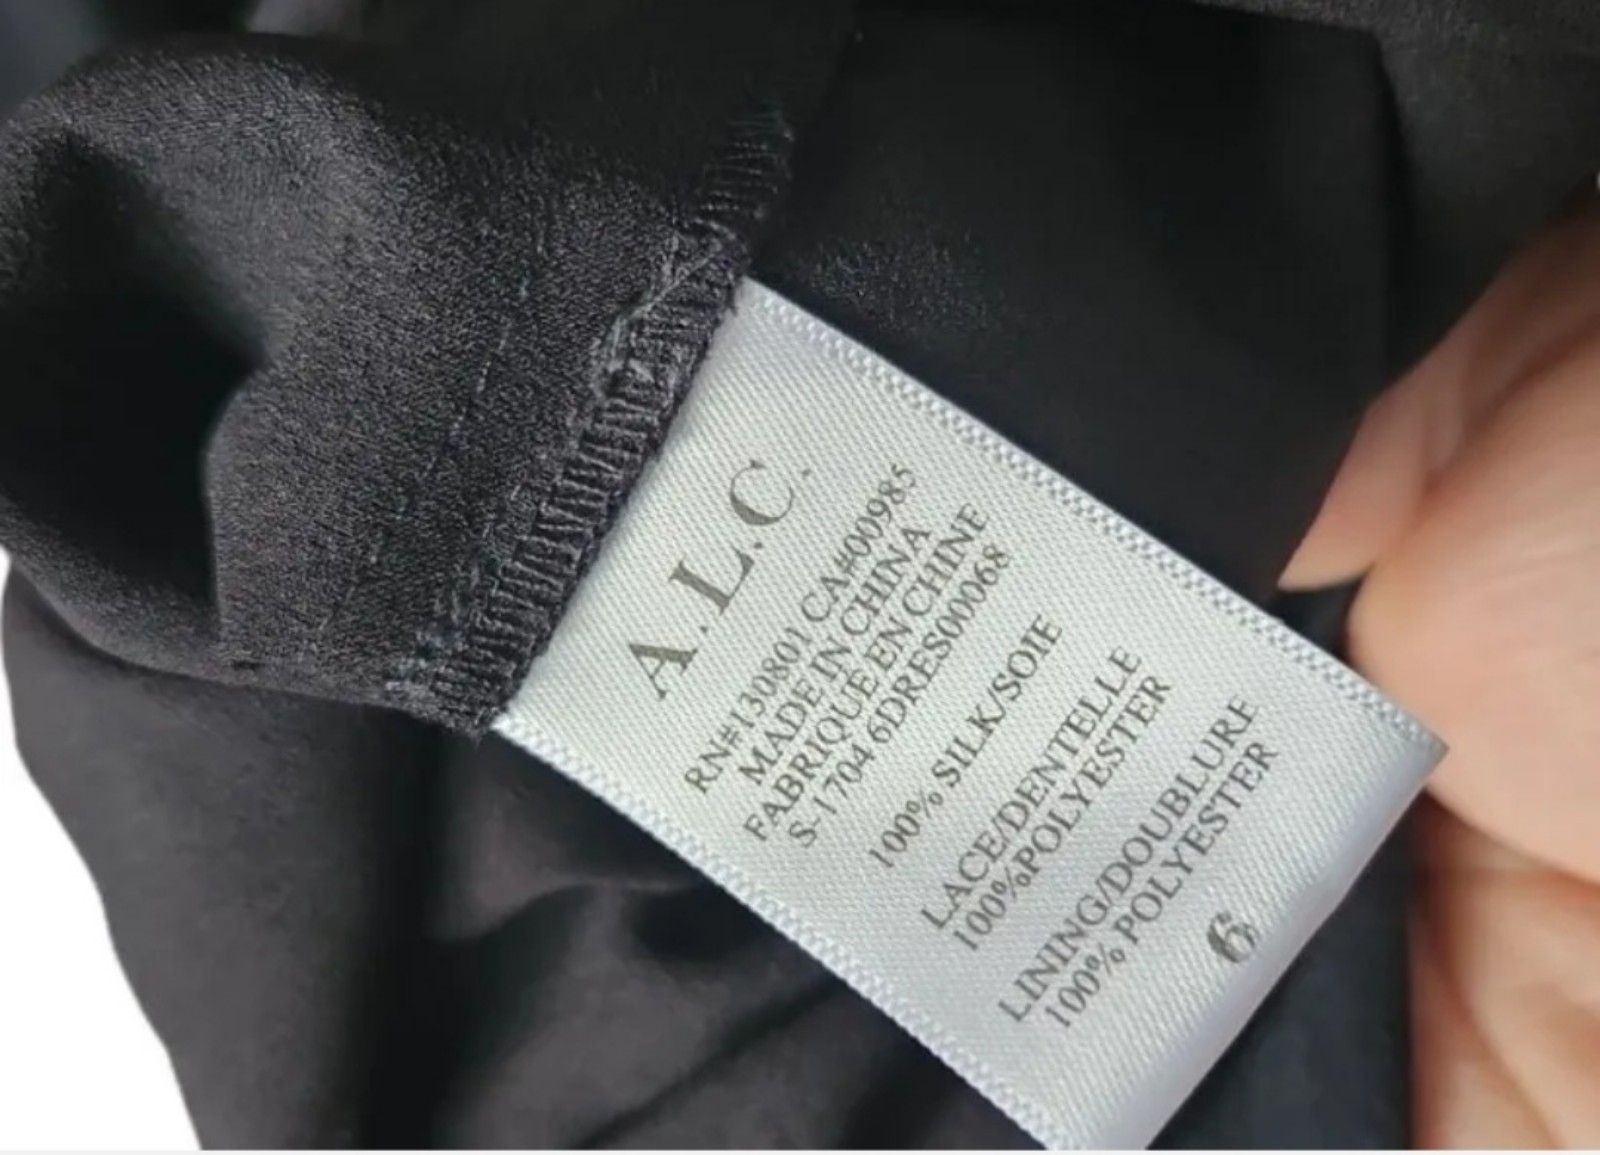 A.L.C.
RN#130801 CA#00985
MADE IN CHINA
FABRIQUE EN CHINE
S-1704 6DRES00068
100% SILK/SOIE
LACE/DENTELLE
100%POLYESTER
LINING/DOUBLURE
100% POLYESTER
6